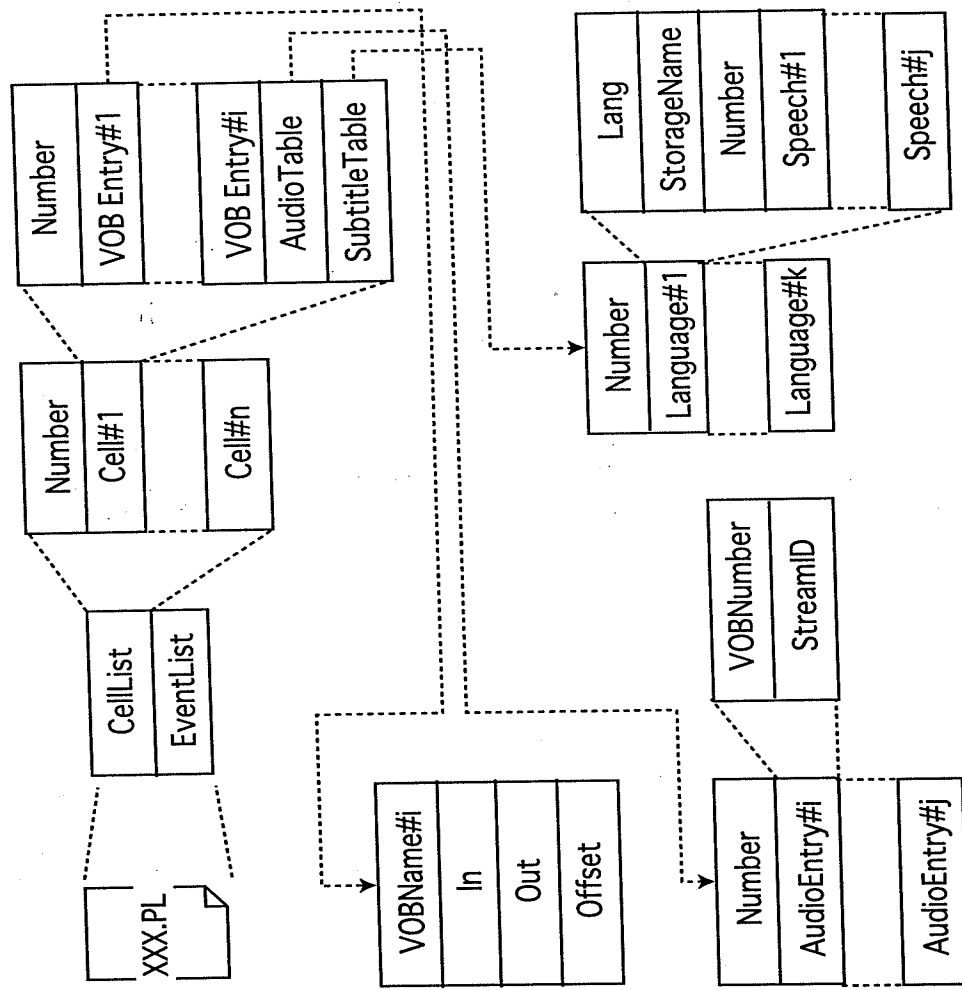 XXX.PL
CellList
EventList
Number
Cell#1
Cell#n
Number
VOB Entry#1
VOB Entry#i
AudioTable
SubtitleTable
VOBName#i
In
Out
Offset
Number
AudioEntry#i
AudioEntry#j
VOBNumber
StreamID
Number
Language#1
Language#k
Lang
StorageName
Number
Speech#1
Speech#j